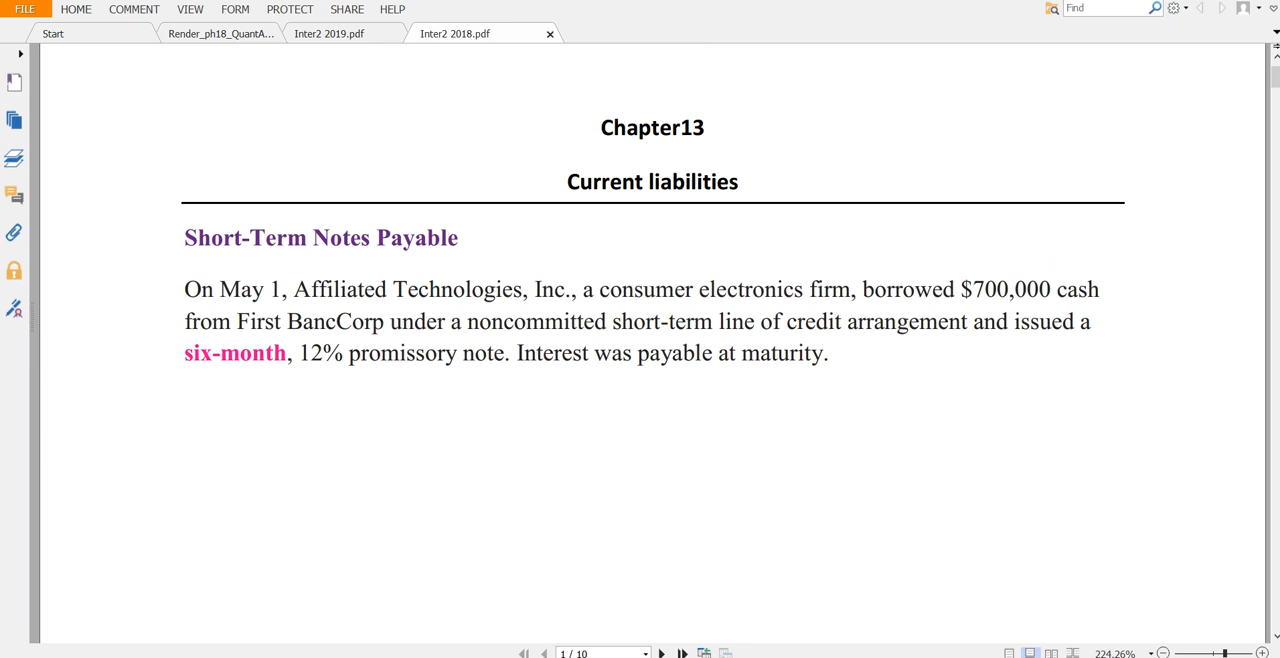 FILE HOME COMMENT VIEW FORM PROTECT SHARE HELP Find
Start Render_ph18_QuantA... Inter2 2019.pdf Inter2 2018.pdf
Chapter13
Current liabilities
Short-Term Notes Payable
On May 1, Affiliated Technologies, Inc., a consumer electronics firm, borrowed $700,000 cash
from First BancCorp under a noncommitted short-term line of credit arrangement and issued a
six-month, 12% promissory note. Interest was payable at maturity.
1 / 10 224.26%